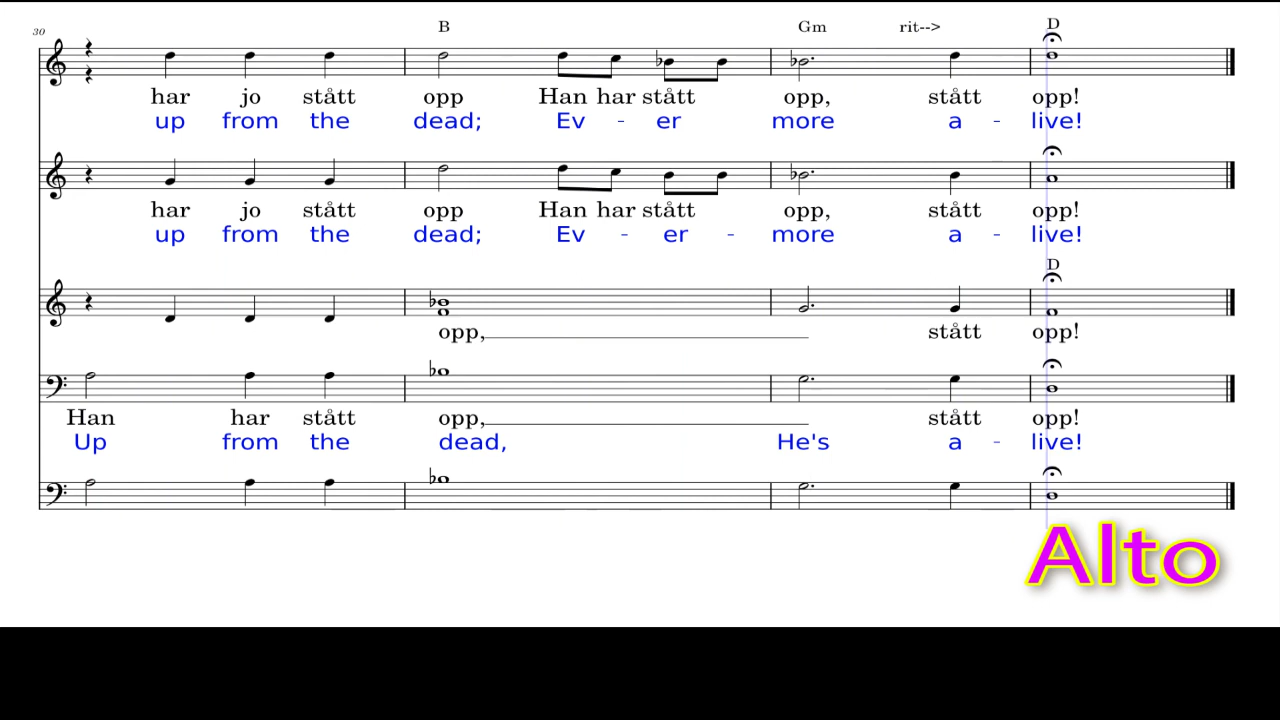 B Gm rit--> D
30
har jo stått opp Han har stått opp, stått opp!
up from the dead; Ev - er more a - live!
har jo stått opp Han har stått opp, stått opp!
up from the dead; Ev - er - more a - live!
D
opp, stått opp!
Han har stått opp, stått opp!
Up from the dead, He's a - live!
Alto